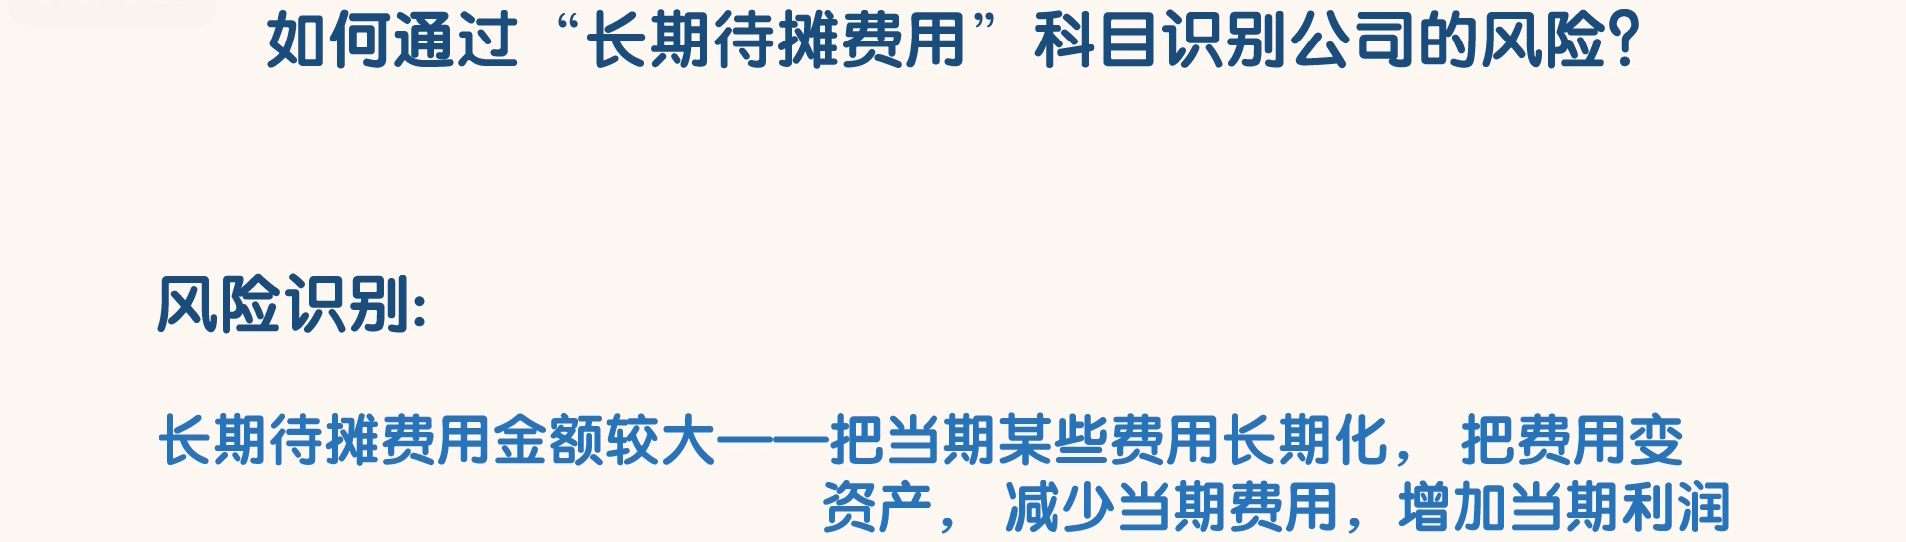 如何通过“长期待摊费用”科目识别公司的风险？
风险识别:
长期待摊费用金额较大——把当期某些费用长期化，把费用变
资产，减少当期费用，增加当期利润